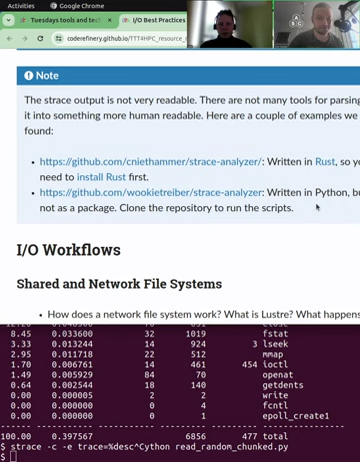 Activities
Google Chrome
Tuesdays tools and tech
I/O Best Practices
coderefinery.github.io/TTT4HPC_resource_
Note
The strace output is not very readable. There are not many tools for parsing
it into something more human readable. Here are a couple of examples we
found:
• https://github.com/cniethammer/strace-analyzer/: Written in Rust, so yo
need to install Rust first.
• https://github.com/wookietreiber/strace-analyzer: Written in Python, bu
not as a package. Clone the repository to run the scripts.
I/O Workflows
Shared and Network File Systems
• How does a network file system work? What is Lustre? What happens
8.45 0.033600 32 1019 fstat
3.33 0.013244 14 924 3 lseek
2.95 0.011718 22 512 mmap
1.70 0.006761 14 461 454 ioctl
1.49 0.005909 84 70 openat
0.64 0.002544 18 140 getdents
0.00 0.000005 2 2 write
0.00 0.000000 0 4 fcntl
0.00 0.000000 0 1 epoll_create1
------ ----------- ----------- --------- --------- ----------------
100.00 0.397567 6856 477 total
$ strace -c -e trace=%desc^Cython read_random_chunked.py
$